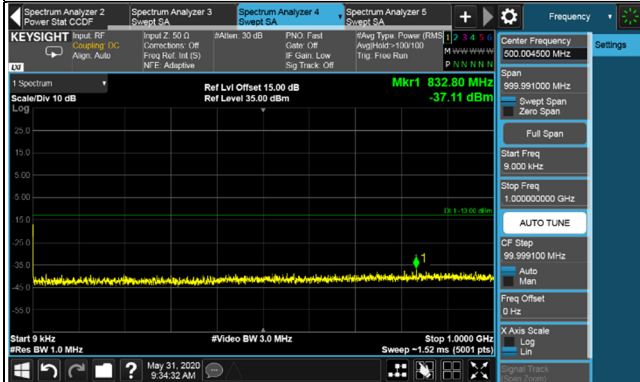 Spectrum Analyzer 2
Power Stat CCDF
Spectrum Analyzer 3
Swept SA
Spectrum Analyzer 4
Swept SA
Spectrum Analyzer 5
Swept SA
Frequency
KEYSIGHT
Input: RF
Coupling: DC
Align: Auto
Input Z: 50 Ω
Corrections: Off
Freq Ref: Int (S)
NFE: Adaptive
#Atten: 30 dB
PNO: Fast
Gate: Off
IF Gain: Low
Sig Track: Off
#Avg Type: Power (RMS
Avg|Hold:>100/100
Trig: Free Run
1 2 3 4 5 6
M W W W W W
P N N N N N
LXI
1 Spectrum
Scale/Div 10 dB
Log
Ref Lvl Offset 15.00 dB
Ref Level 35.00 dBm
Mkr1 832.80 MHz
-37.11 dBm
25.0
15.0
5.00
-5.00
DL1 -13.00 dBm
-15.0
-25.0
1
-35.0
-45.0
-55.0
Start 9 kHz
#Res BW 1.0 MHz
#Video BW 3.0 MHz
Stop 1.0000 GHz
Sweep ~1.52 ms (5001 pts)
Center Frequency
500.004500 MHz
Settings
Span
999.991000 MHz
Swept Span
Zero Span
Full Span
Start Freq
9.000 kHz
Stop Freq
1.000000000 GHz
AUTO TUNE
CF Step
99.999100 MHz
Auto
Man
Freq Offset
0 Hz
X Axis Scale
Log
Lin
Signal Track
(Span Zoom)
May 31, 2020
9:34:32 AM